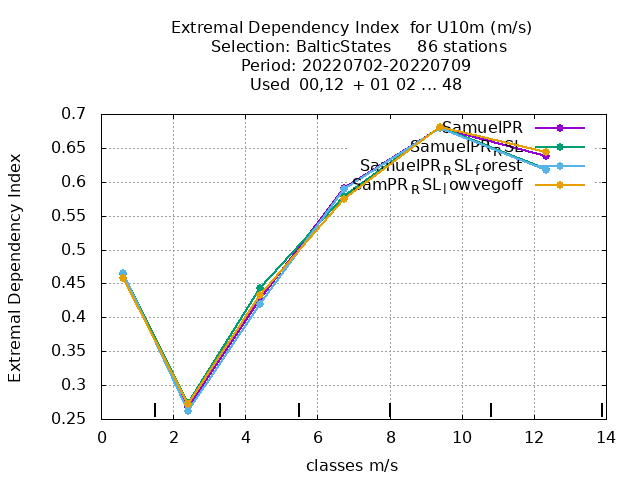 Extremal Dependency Index  for U10m (m/s)
Selection: BalticStates     86 stations
Period: 20220702-20220709
Used  00,12  + 01 02 ... 48
0.7
0.65
0.6
0.55
0.5
0.45
0.4
0.35
0.3
0.25
Extremal Dependency Index
SamuelPR
SamuelPR_RSL
SamuelPR_RSL_forest
SamPR_RSL_lowvegoff
0 2 4 6 8 10 12 14
classes m/s